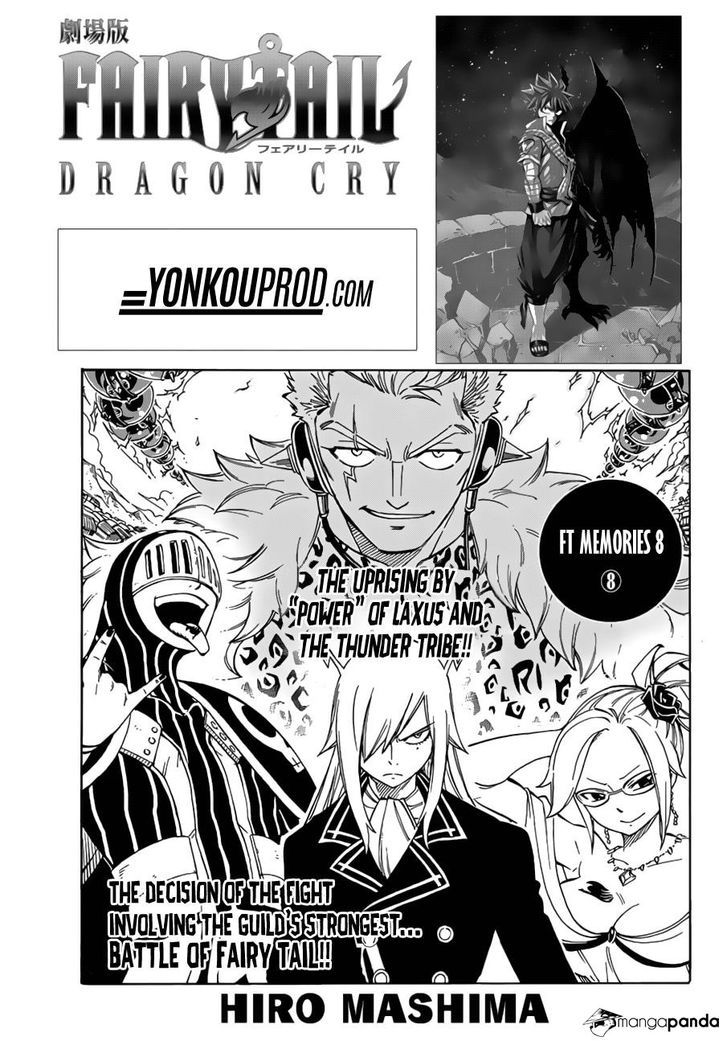 劇場版
FAIRY TAIL
フェアリーテイル
DRAGON CRY
YONKOUPROD.COM
FT MEMORIES 8
⑧
THE UPRISING BY
"POWER" OF LAXUS AND
THE THUNDER TRIBE!!
THE DECISION OF THE FIGHT
INVOLVING THE GUILD'S STRONGEST...
BATTLE OF FAIRY TAIL!!
HIRO MASHIMA
mangapanda